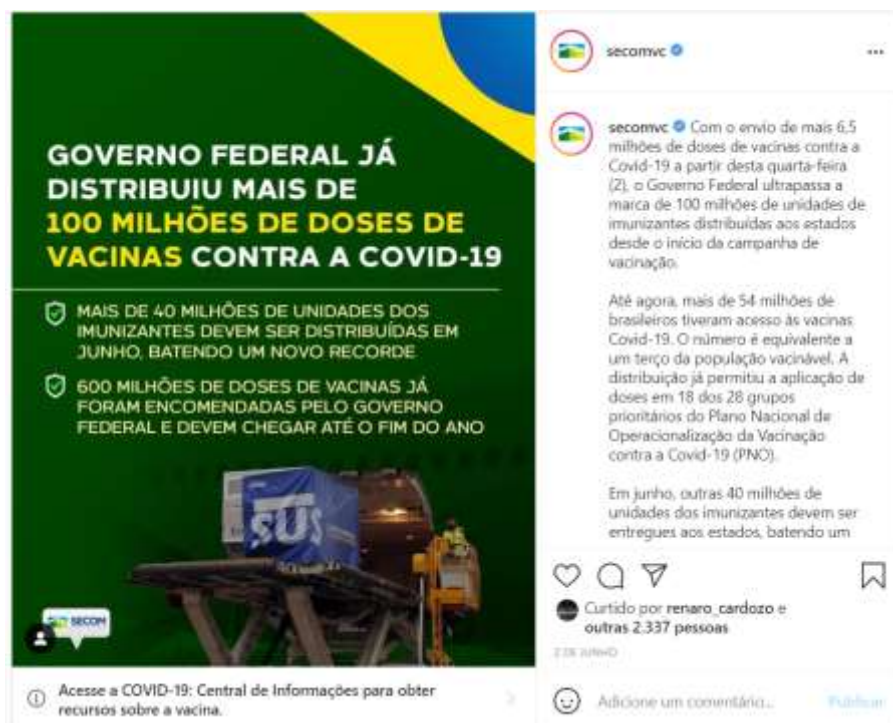 GOVERNO FEDERAL JÁ
DISTRIBUIU MAIS DE
100 MILHÕES DE DOSES DE
VACINAS CONTRA A COVID-19
MAIS DE 40 MILHÕES DE UNIDADES DOS
IMUNIZANTES DEVEM SER DISTRIBUÍDAS EM
JUNHO, BATENDO UM NOVO RECORDE
600 MILHÕES DE DOSES DE VACINAS JÁ
FORAM ENCOMENDADAS PELO GOVERNO
FEDERAL E DEVEM CHEGAR ATÉ O FIM DO ANO
SUS
SECOM
Acesse a COVID-19: Central de Informações para obter
recursos sobre a vacina.
secomvc
secomvc Com o envio de mais 6,5
milhões de doses de vacinas contra a
Covid-19 a partir desta quarta-feira
(2), o Governo Federal ultrapassa a
marca de 100 milhões de unidades de
imunizantes distribuídas aos estados
desde o início da campanha de
vacinação.
Até agora, mais de 54 milhões de
brasileiros tiveram acesso às vacinas
Covid-19. O número é equivalente a
um terço da população vacinável. A
distribuição já permitiu a aplicação de
doses em 18 dos 28 grupos
prioritários do Plano Nacional de
Operacionalização da Vacinação
contra a Covid-19 (PNO).
Em junho, outras 40 milhões de
unidades dos imunizantes devem ser
entregues aos estados, batendo um
Curtido por renaro_cardozo e
outras 2.337 pessoas
2 DE JUNHO
Adicione um comentário...
Publicar